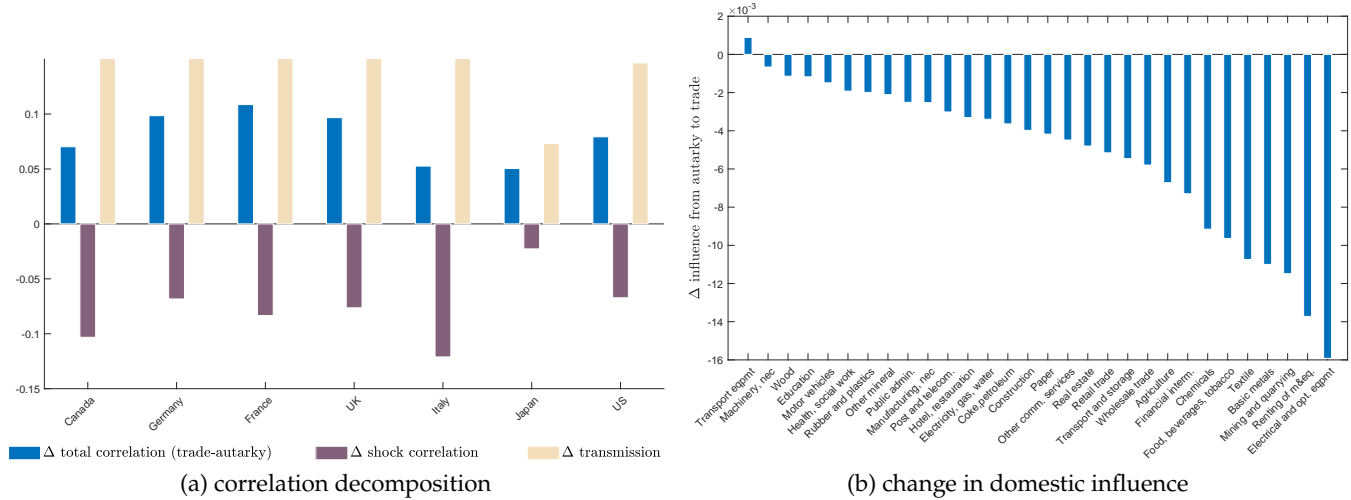 0.1
0.05
0
-0.05
-0.1
-0.15
Canada
Germany
France
UK
Italy
Japan
US
Δ total correlation (trade-autarky)
Δ shock correlation
Δ transmission
(a) correlation decomposition
×10⁻³
2
0
-2
-4
-6
-8
-10
-12
-14
-16
Δ influence from autarky to trade
Transport eqpmt
Machinery, nec
Wood
Education
Motor vehicles
Health, social work
Rubber and plastics
Other mineral
Public admin.
Manufacturing, nec
Post and telecom.
Hotel, restauration
Electricity, gas, water
Coke,petroleum
Construction
Paper
Other comm. services
Real estate
Retail trade
Transport and storage
Wholesale trade
Agriculture
Financial interm.
Chemicals
Food, beverages, tobacco
Textile
Basic metals
Mining and quarrying
Renting of m&eq.
Electrical and opt. eqpmt
(b) change in domestic influence